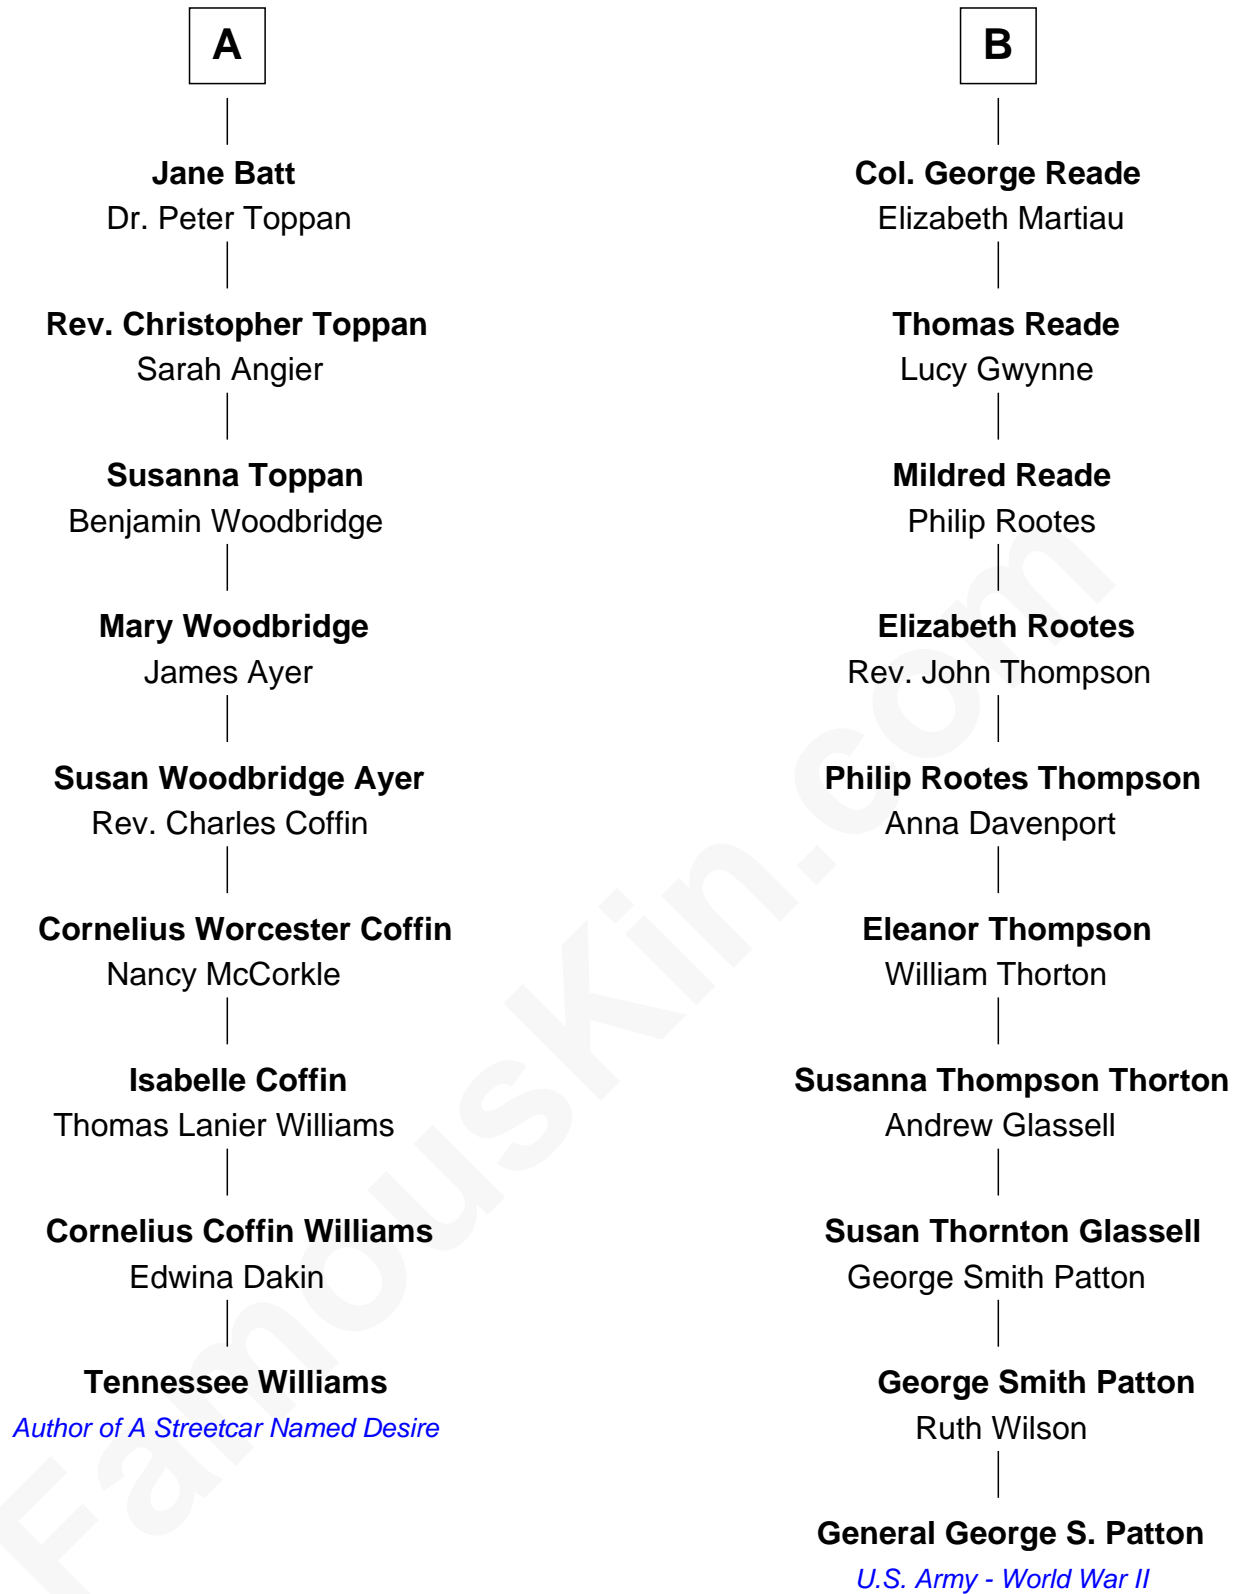 A
Jane Batt
Dr. Peter Toppan
Rev. Christopher Toppan
Sarah Angier
Susanna Toppan
Benjamin Woodbridge
Mary Woodbridge
James Ayer
Susan Woodbridge Ayer
Rev. Charles Coffin
Cornelius Worcester Coffin
Nancy McCorkle
Isabelle Coffin
Thomas Lanier Williams
Cornelius Coffin Williams
Edwina Dakin
Tennessee Williams
Author of A Streetcar Named Desire
B
Col. George Reade
Elizabeth Martiau
Thomas Reade
Lucy Gwynne
Mildred Reade
Philip Rootes
Elizabeth Rootes
Rev. John Thompson
Philip Rootes Thompson
Anna Davenport
Eleanor Thompson
William Thorton
Susanna Thompson Thorton
Andrew Glassell
Susan Thornton Glassell
George Smith Patton
George Smith Patton
Ruth Wilson
General George S. Patton
U.S. Army - World War II
FamousKin.com